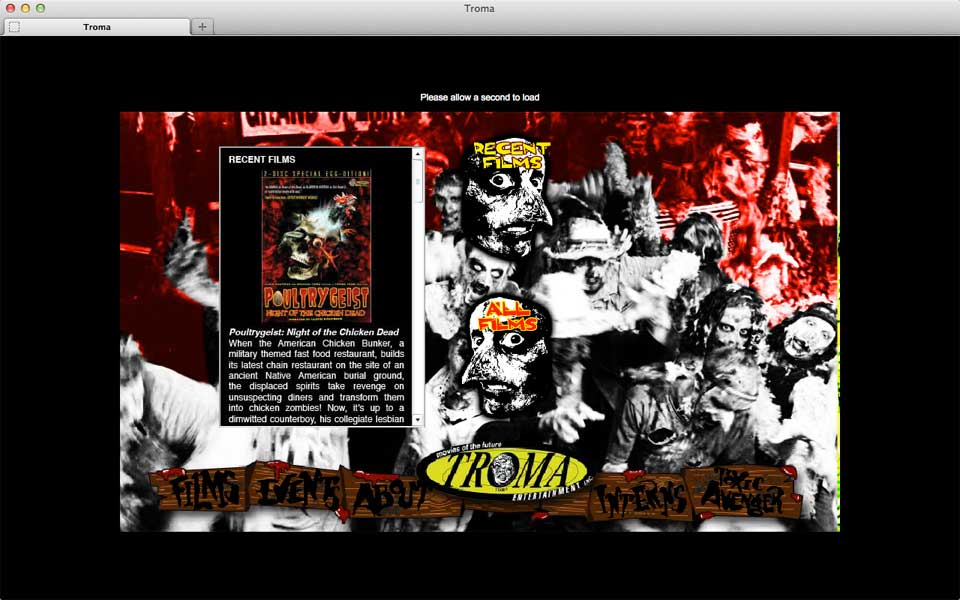 Troma
Troma
Please allow a second to load
RECENT FILMS
2-DISC SPECIAL EGG-DITION!
POULTRYGEIST
NIGHT OF THE CHICKEN DEAD
Poultrygeist: Night of the Chicken Dead
When the American Chicken Bunker, a
military themed fast food restaurant, builds
its latest chain restaurant on the site of an
ancient Native American burial ground,
the displaced spirits take revenge on
unsuspecting diners and transform them
into chicken zombies! Now, it's up to a
dimwitted counterboy, his collegiate lesbian
RECENT
FILMS
ALL
FILMS
movies of the future
TROMA
ENTERTAINMENT INC.
FILMS
EVENTS
ABOUT
INTERNS
TOXIC
AVENGER